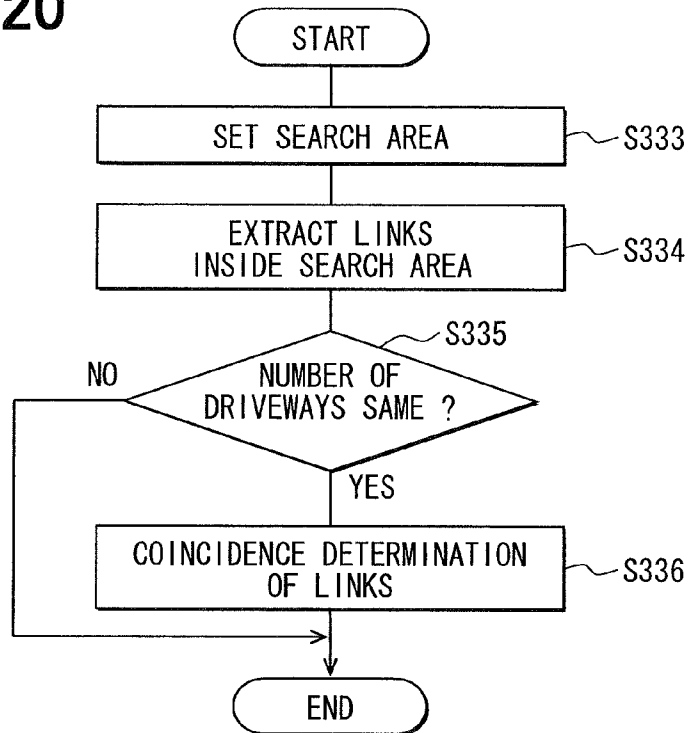 20
START
SET SEARCH AREA
S333
EXTRACT LINKS
INSIDE SEARCH AREA
S334
S335
NO
NUMBER OF
DRIVEWAYS SAME ?
YES
COINCIDENCE DETERMINATION
OF LINKS
S336
END